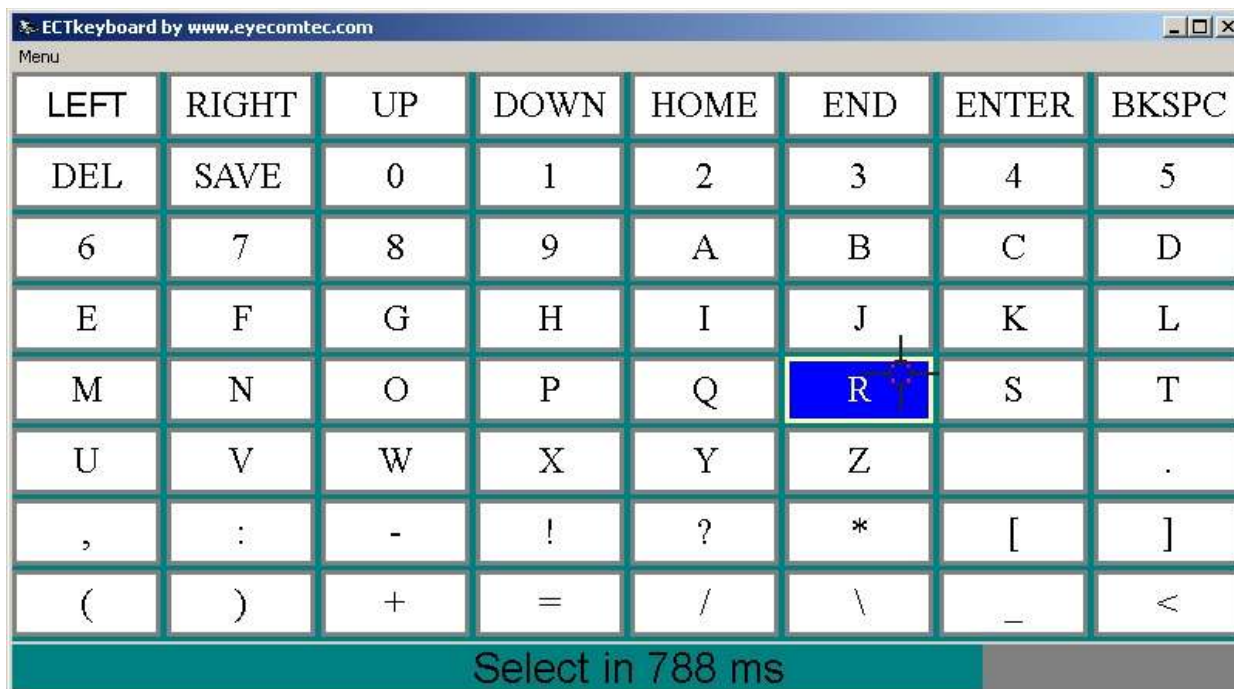 ECTkeyboard by www.eyecomtec.com
Menu
LEFT RIGHT UP DOWN HOME END ENTER BKSPC
DEL SAVE 0 1 2 3 4 5
6 7 8 9 A B C D
E F G H I J K L
M N O P Q R S T
U V W X Y Z .
, : - ! ? * [ ]
( ) + = / \ _ <
Select in 788 ms